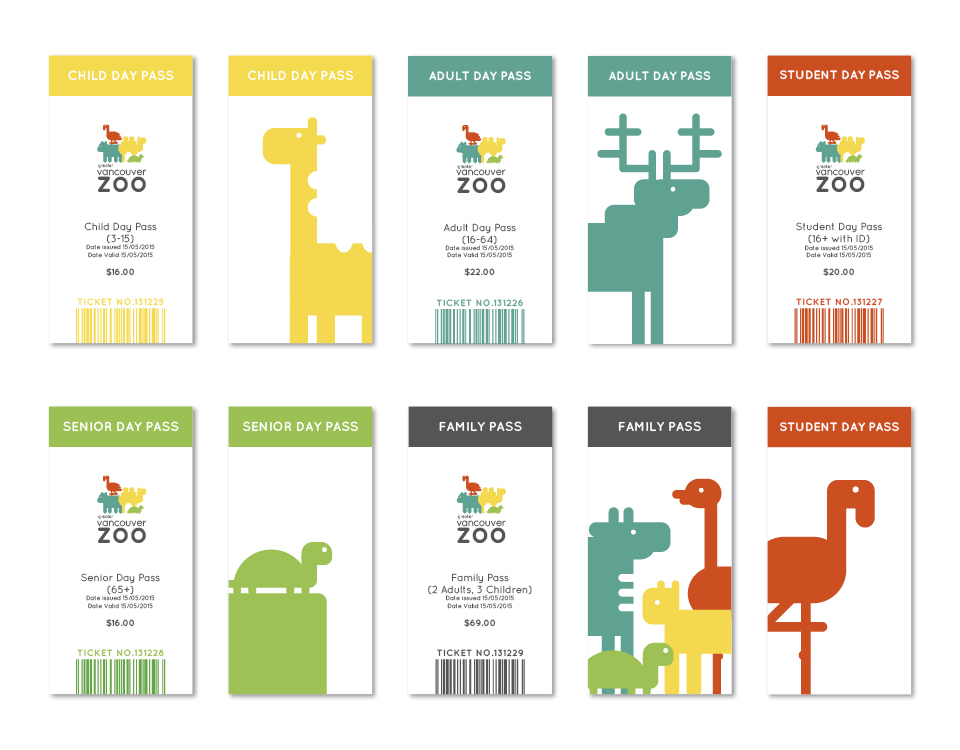 CHILD DAY PASS
greater
vancouver
ZOO
Child Day Pass
(3-15)
Date issued 15/05/2015
Date Valid 15/05/2015
$16.00
TICKET NO.131225
CHILD DAY PASS
ADULT DAY PASS
greater
vancouver
ZOO
Adult Day Pass
(16-64)
Date issued 15/05/2015
Date Valid 15/05/2015
$22.00
TICKET NO.131226
ADULT DAY PASS
STUDENT DAY PASS
greater
vancouver
ZOO
Student Day Pass
(16+ with ID)
Date issued 15/05/2015
Date Valid 15/05/2015
$20.00
TICKET NO.131227
SENIOR DAY PASS
greater
vancouver
ZOO
Senior Day Pass
(65+)
Date issued 15/05/2015
Date Valid 15/05/2015
$16.00
TICKET NO.131228
SENIOR DAY PASS
FAMILY PASS
greater
vancouver
ZOO
Family Pass
(2 Adults, 3 Children)
Date issued 15/05/2015
Date Valid 15/05/2015
$69.00
TICKET NO.131229
FAMILY PASS
STUDENT DAY PASS